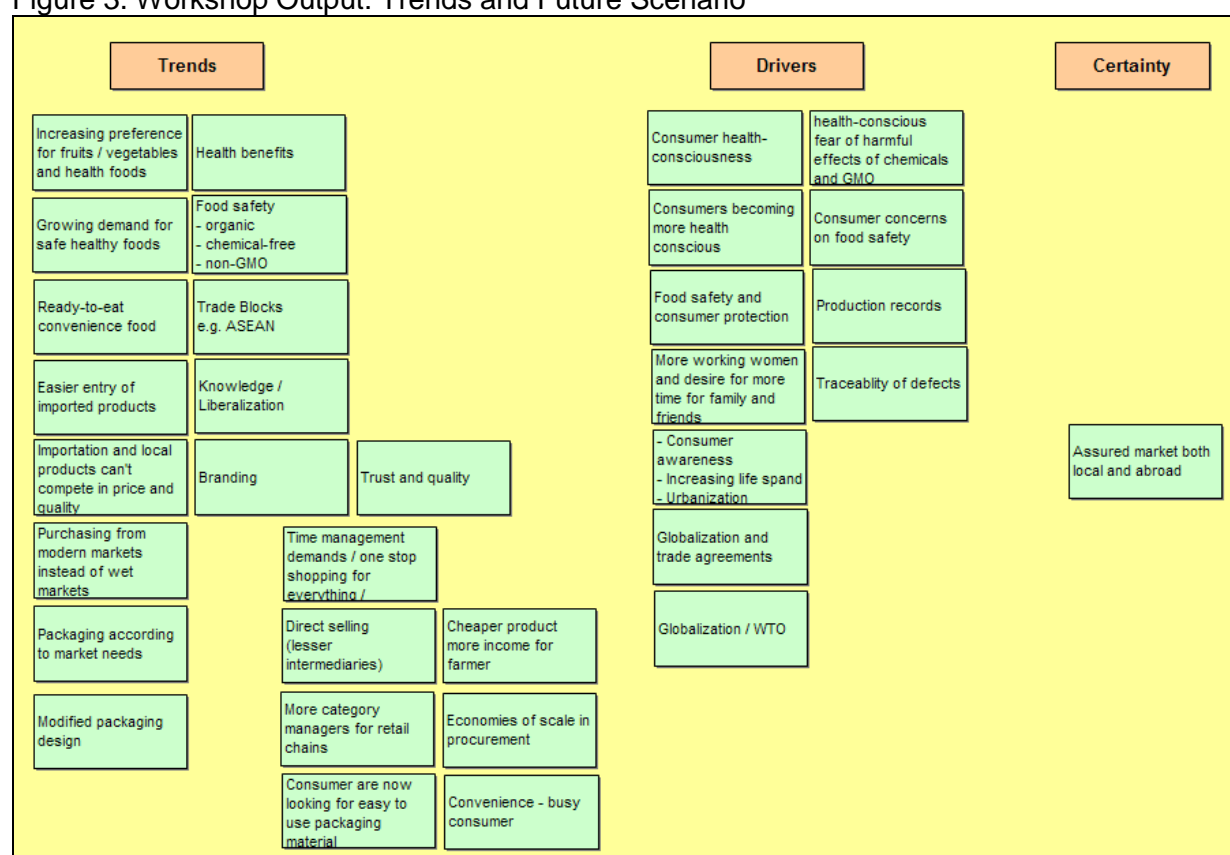 Figure 3: Workshop Output: Trends and Future Scenario
Trends
Drivers
Certainty
Increasing preference
for fruits / vegetables
and health foods
Health benefits
Growing demand for
safe healthy foods
Food safety
- organic
- chemical-free
- non-GMO
Ready-to-eat
convenience food
Trade Blocks
e.g. ASEAN
Easier entry of
imported products
Knowledge /
Liberalization
Importation and local
products can't
compete in price and
quality
Branding
Trust and quality
Purchasing from
modern markets
instead of wet
markets
Time management
demands / one stop
shopping for
everything /
Packaging according
to market needs
Direct selling
(lesser
intermediaries)
Cheaper product
more income for
farmer
Modified packaging
design
More category
managers for retail
chains
Economies of scale in
procurement
Consumer are now
looking for easy to
use packaging
material
Convenience - busy
consumer
Consumer health-
consciousness
health-conscious
fear of harmful
effects of chemicals
and GMO
Consumers becoming
more health
conscious
Consumer concerns
on food safety
Food safety and
consumer protection
Production records
More working women
and desire for more
time for family and
friends
Traceablity of defects
- Consumer
awareness
- Increasing life spand
- Urbanization
Globalization and
trade agreements
Globalization / WTO
Assured market both
local and abroad